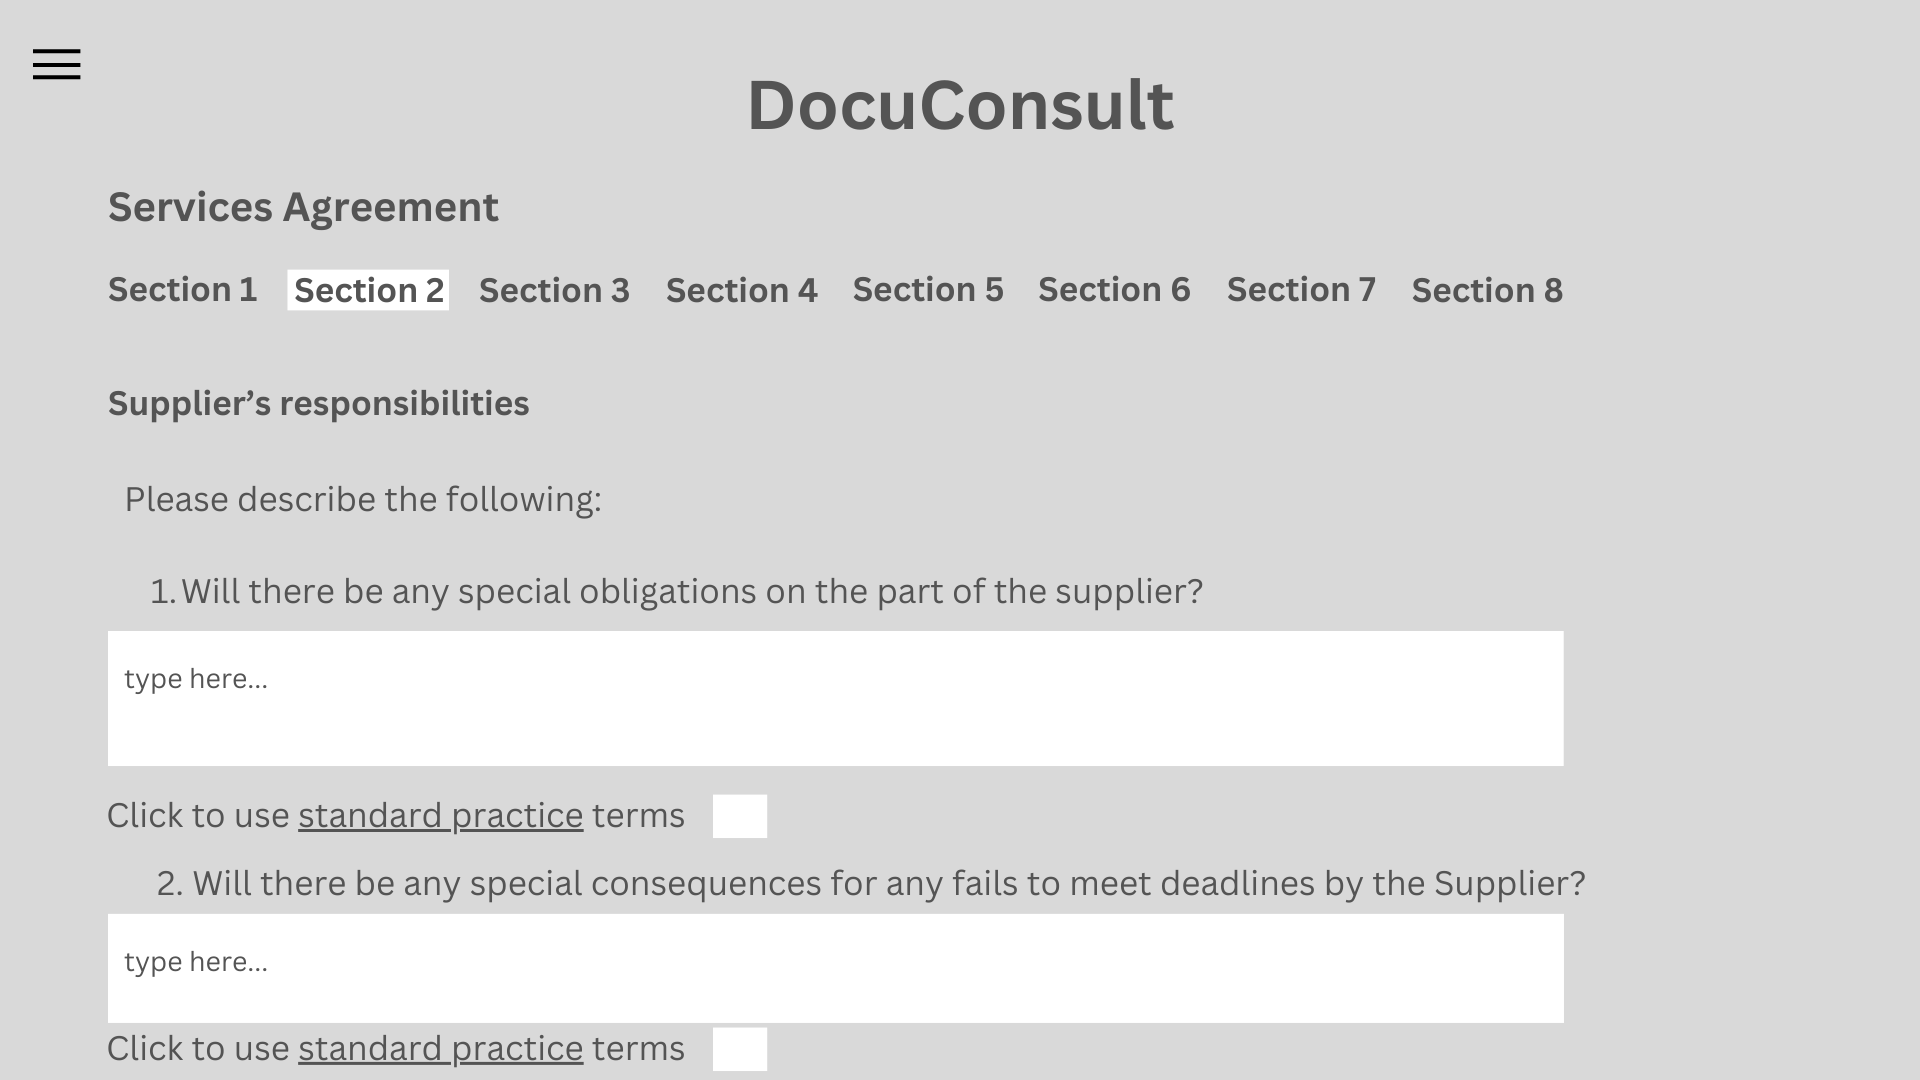 DocuConsult
Services Agreement
Section 1 Section 2 Section 3 Section 4 Section 5 Section 6 Section 7 Section 8
Supplier’s responsibilities
Please describe the following:
1. Will there be any special obligations on the part of the supplier?
type here...
Click to use standard practice terms
2. Will there be any special consequences for any fails to meet deadlines by the Supplier?
type here...
Click to use standard practice terms